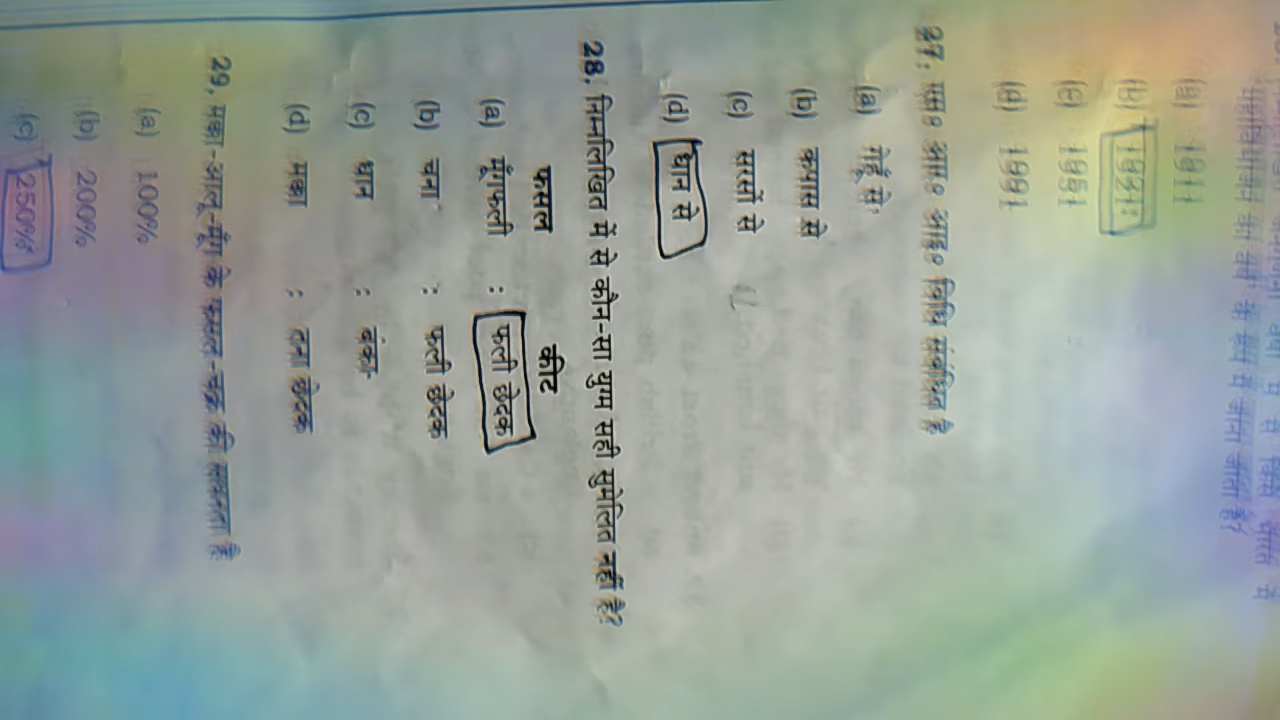 (a) 1911
(b) 1921
(c) 1951
(d) 1991
27. एस० आर० आइ० विधि संबंधित है
(a) गेहूँ से
(b) कपास से
(c) सरसों से
(d) धान से
28. निम्नलिखित में से कौन-सा युग्म सही सुमेलित नहीं है?
फसल कीट
(a) मूंगफली : फली छेदक
(b) चना : फली छेदक
(c) धान : बंका
(d) मक्का : तना छेदक
29. मक्का-आलू-मूँग के फसल-चक्र की सघनता है
(a) 100%
(b) 200%
(c) 250%